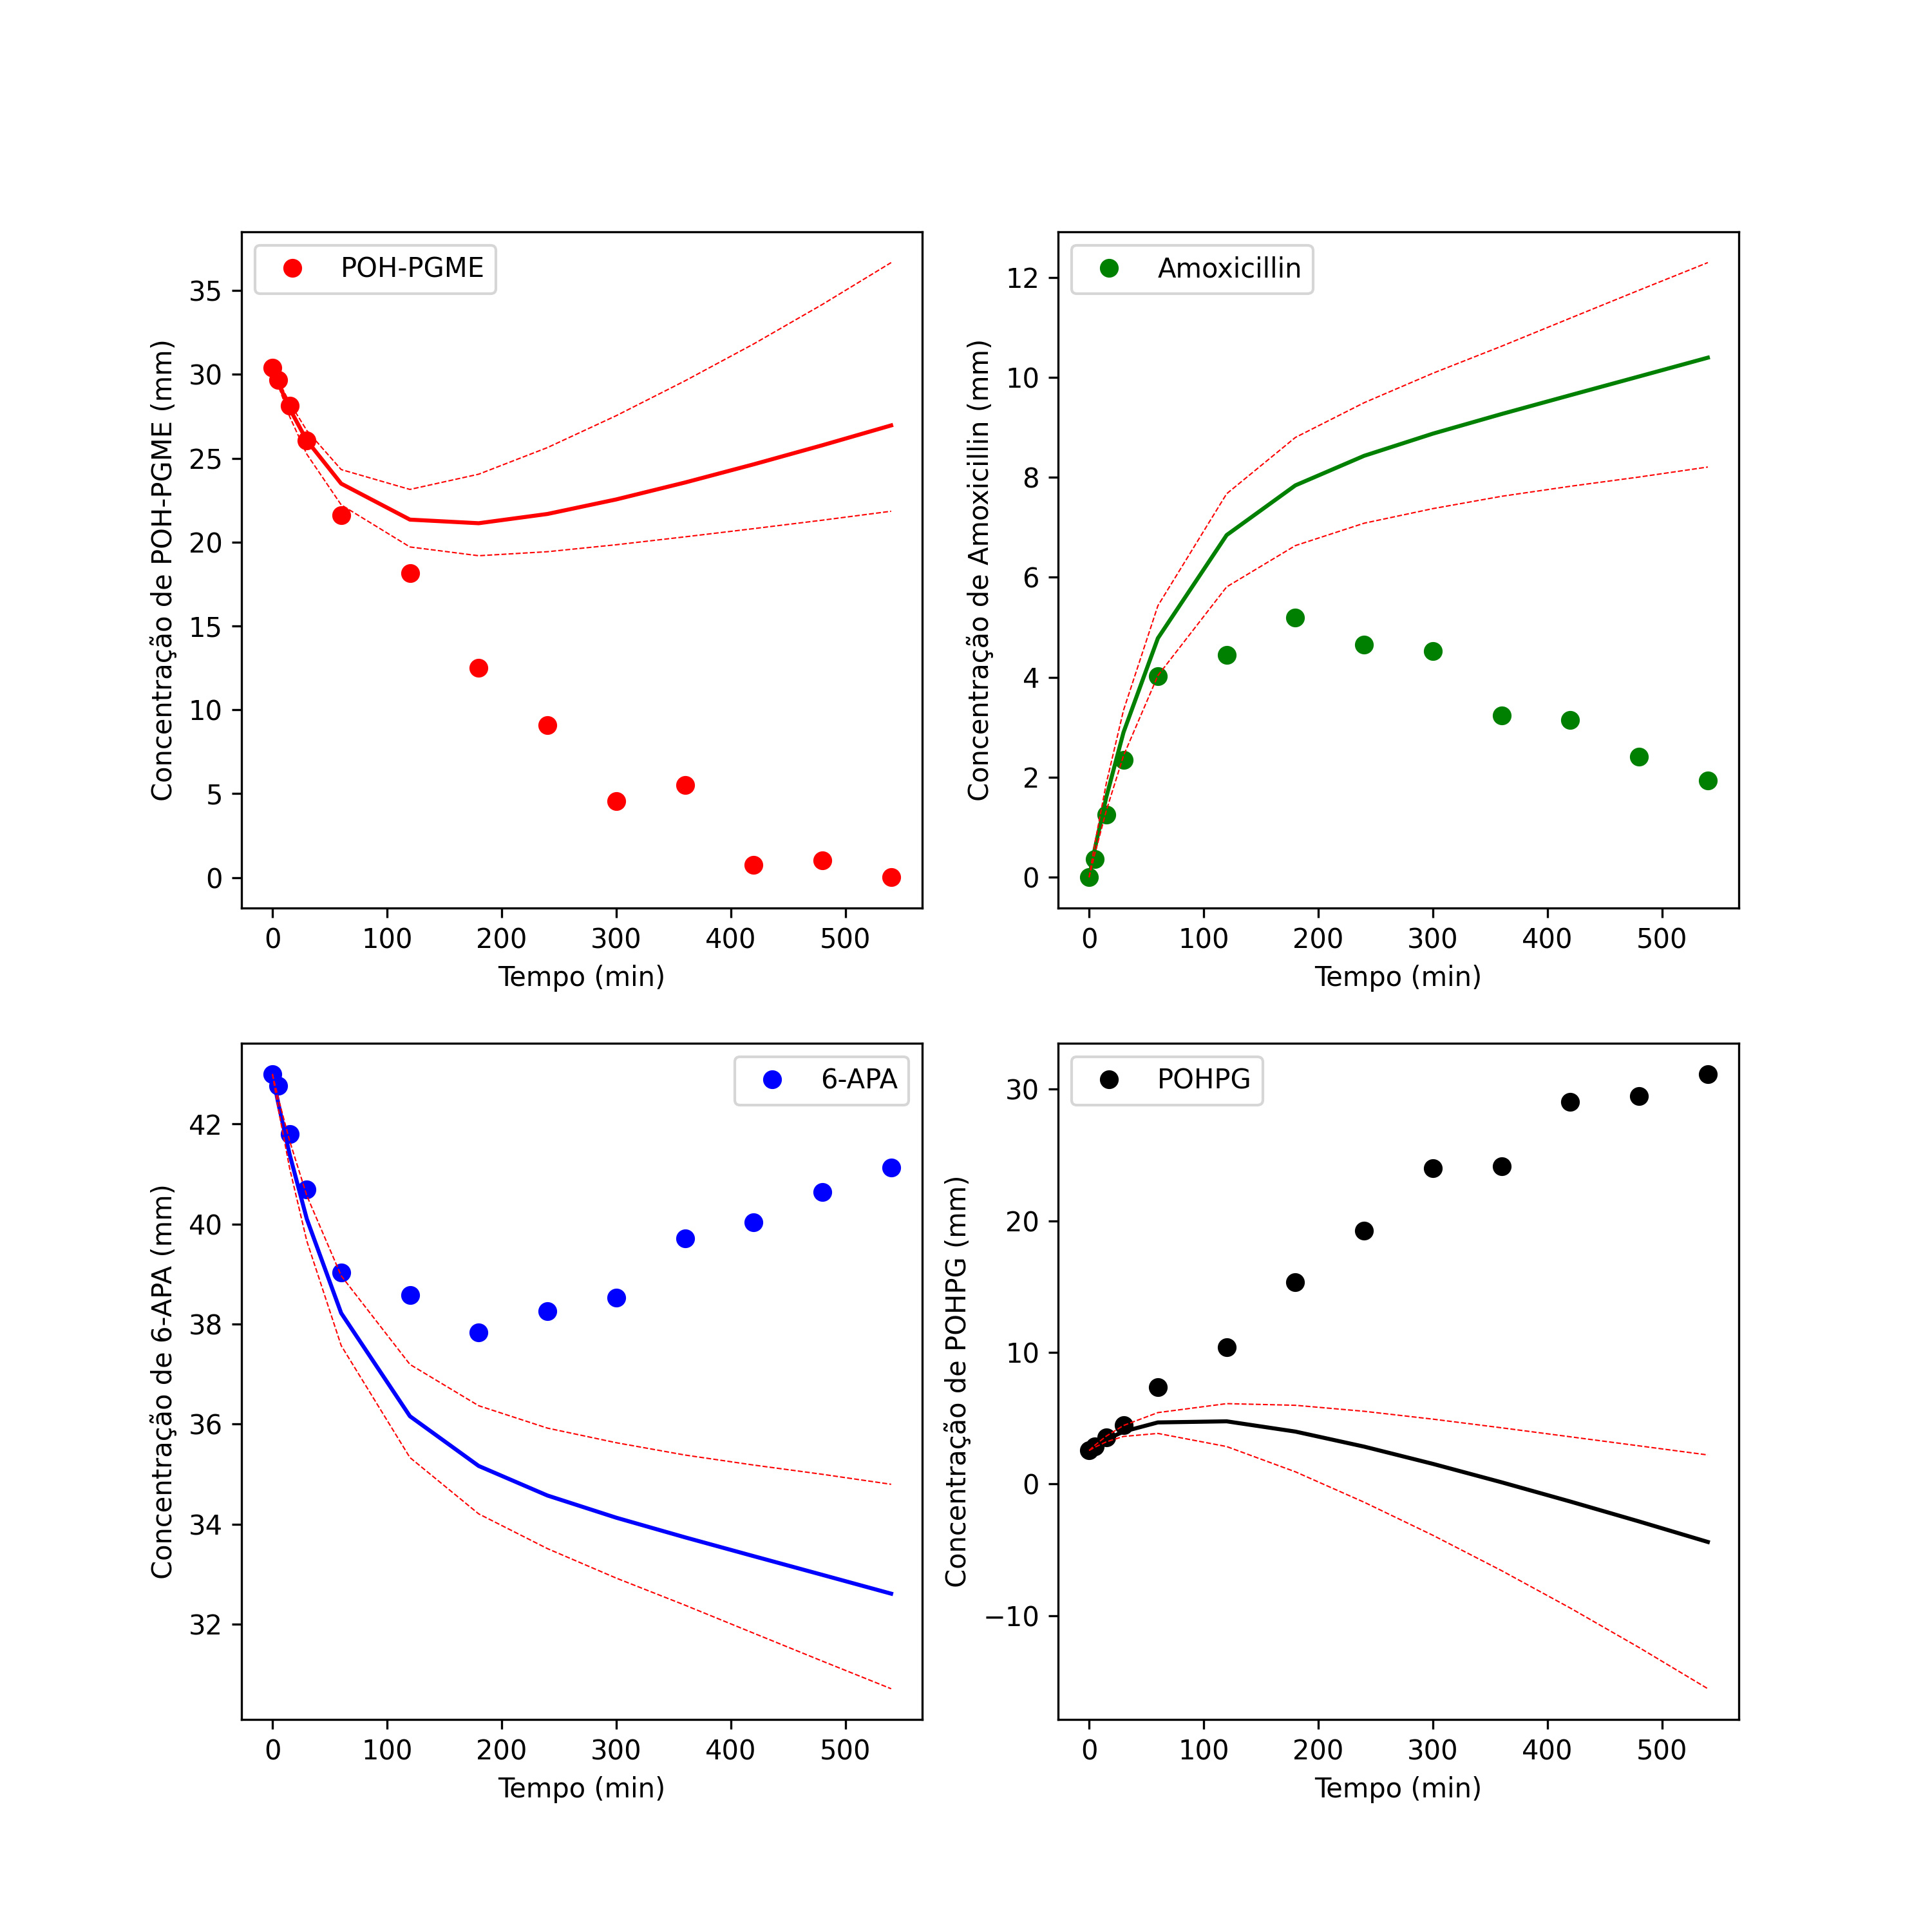 POH-PGME
Concentração de POH-PGME (mm)
35
30
25
20
15
10
5
0
0 100 200 300 400 500
Tempo (min)
Amoxicillin
Concentração de Amoxicillin (mm)
12
10
8
6
4
2
0
0 100 200 300 400 500
Tempo (min)
6-APA
Concentração de 6-APA (mm)
42
40
38
36
34
32
0 100 200 300 400 500
Tempo (min)
POHPG
Concentração de POHPG (mm)
30
20
10
0
−10
0 100 200 300 400 500
Tempo (min)